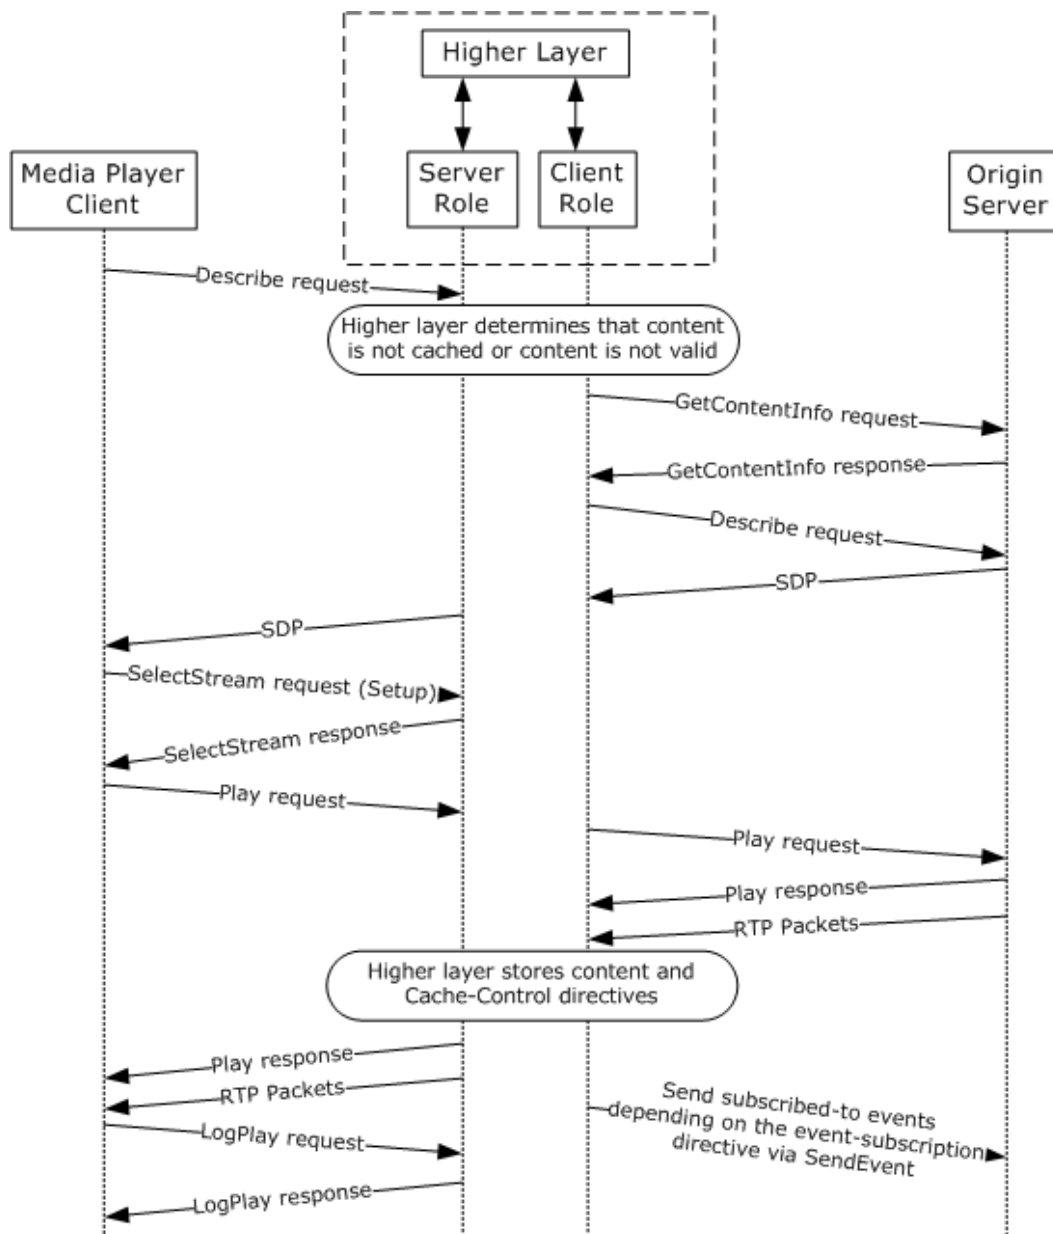 Higher Layer
Media Player
Client
Server
Role
Client
Role
Origin
Server
Describe request
Higher layer determines that content
is not cached or content is not valid
GetContentInfo request
GetContentInfo response
Describe request
SDP
SDP
SelectStream request (Setup)
SelectStream response
Play request
Play request
Play response
RTP Packets
Higher layer stores content and
Cache-Control directives
Play response
RTP Packets
Send subscribed-to events
depending on the event-subscription
directive via SendEvent
LogPlay request
LogPlay response